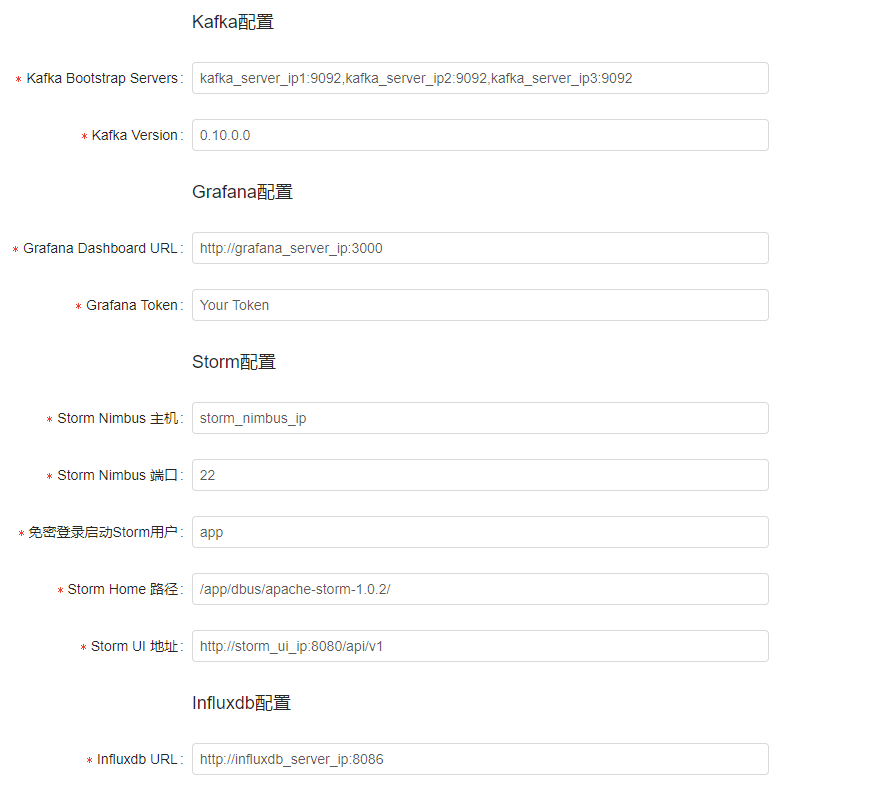 Kafka配置
* Kafka Bootstrap Servers: kafka_server_ip1:9092,kafka_server_ip2:9092,kafka_server_ip3:9092
* Kafka Version: 0.10.0.0
Grafana配置
* Grafana Dashboard URL: http://grafana_server_ip:3000
* Grafana Token: Your Token
Storm配置
* Storm Nimbus 主机: storm_nimbus_ip
* Storm Nimbus 端口: 22
* 免密登录启动Storm用户: app
* Storm Home 路径: /app/dbus/apache-storm-1.0.2/
* Storm UI 地址: http://storm_ui_ip:8080/api/v1
Influxdb配置
* Influxdb URL: http://influxdb_server_ip:8086